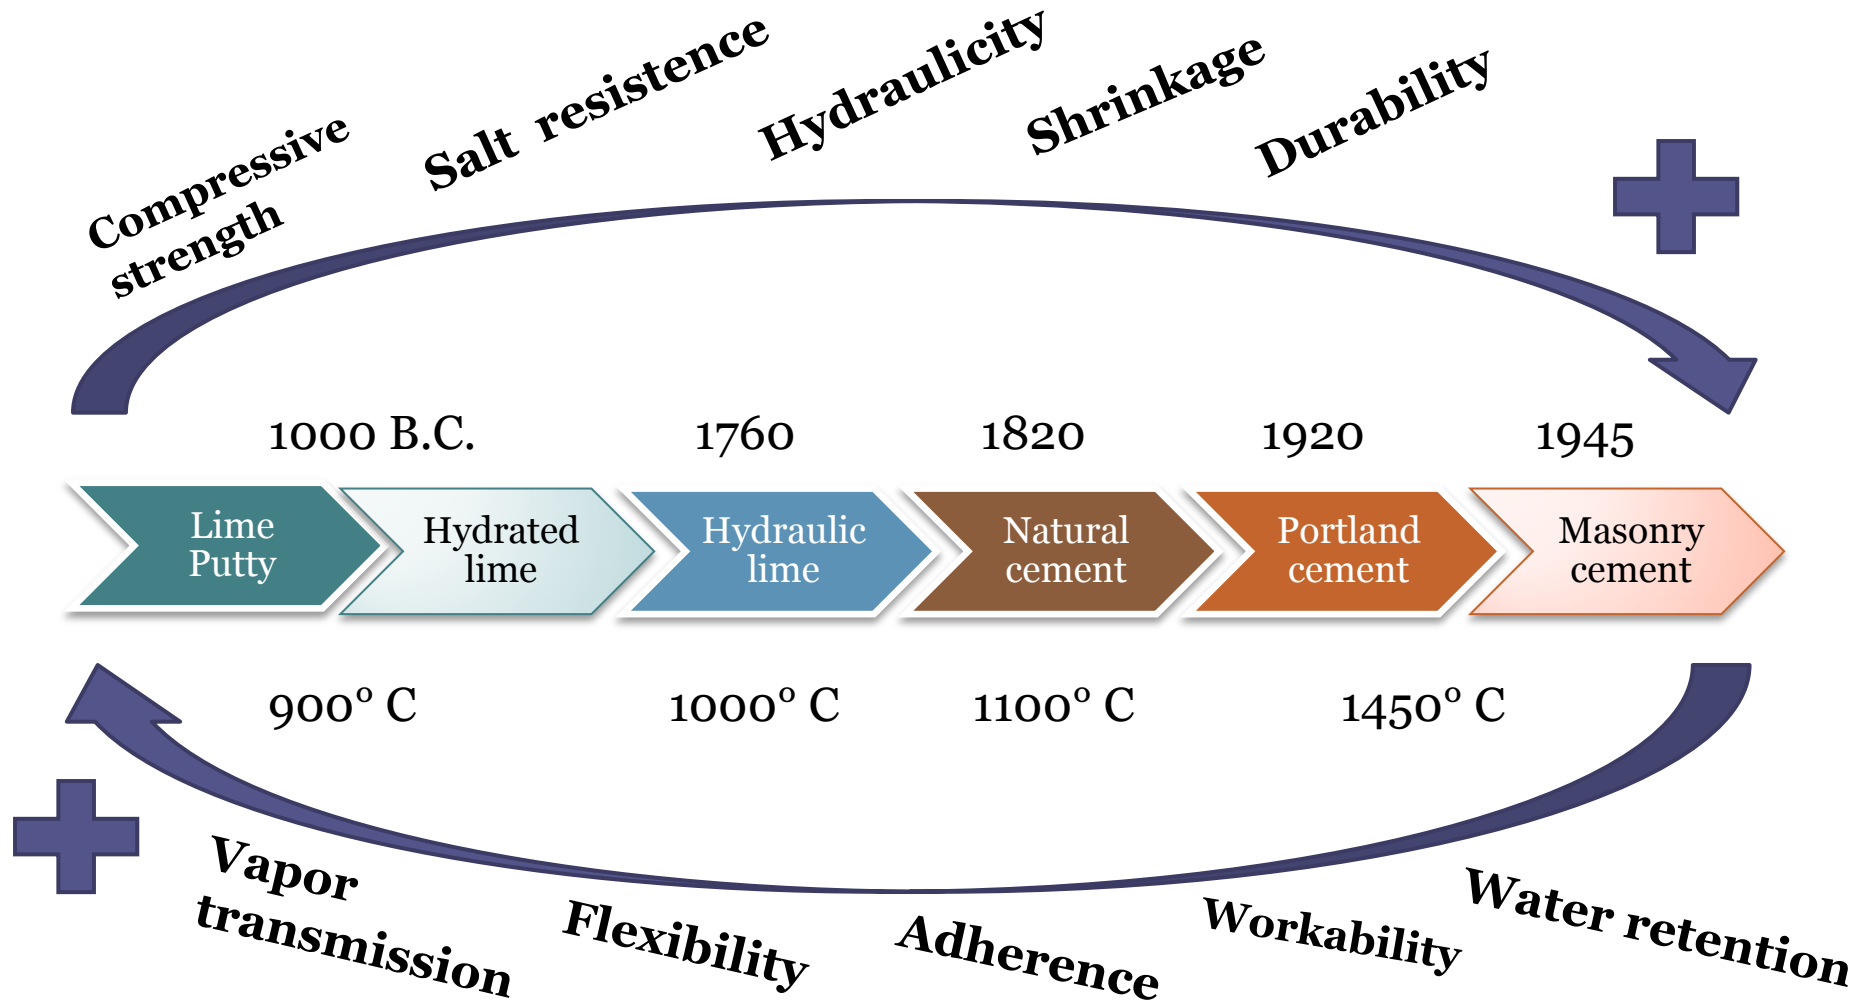 Compressive
strength
Salt resistence
Hydraulicity
Shrinkage
Durability
1000 B.C.
1760
1820
1920
1945
Lime
Putty
Hydrated
lime
Hydraulic
lime
Natural
cement
Portland
cement
Masonry
cement
900° C
1000° C
1100° C
1450° C
Vapor
transmission
Flexibility
Adherence
Workability
Water retention